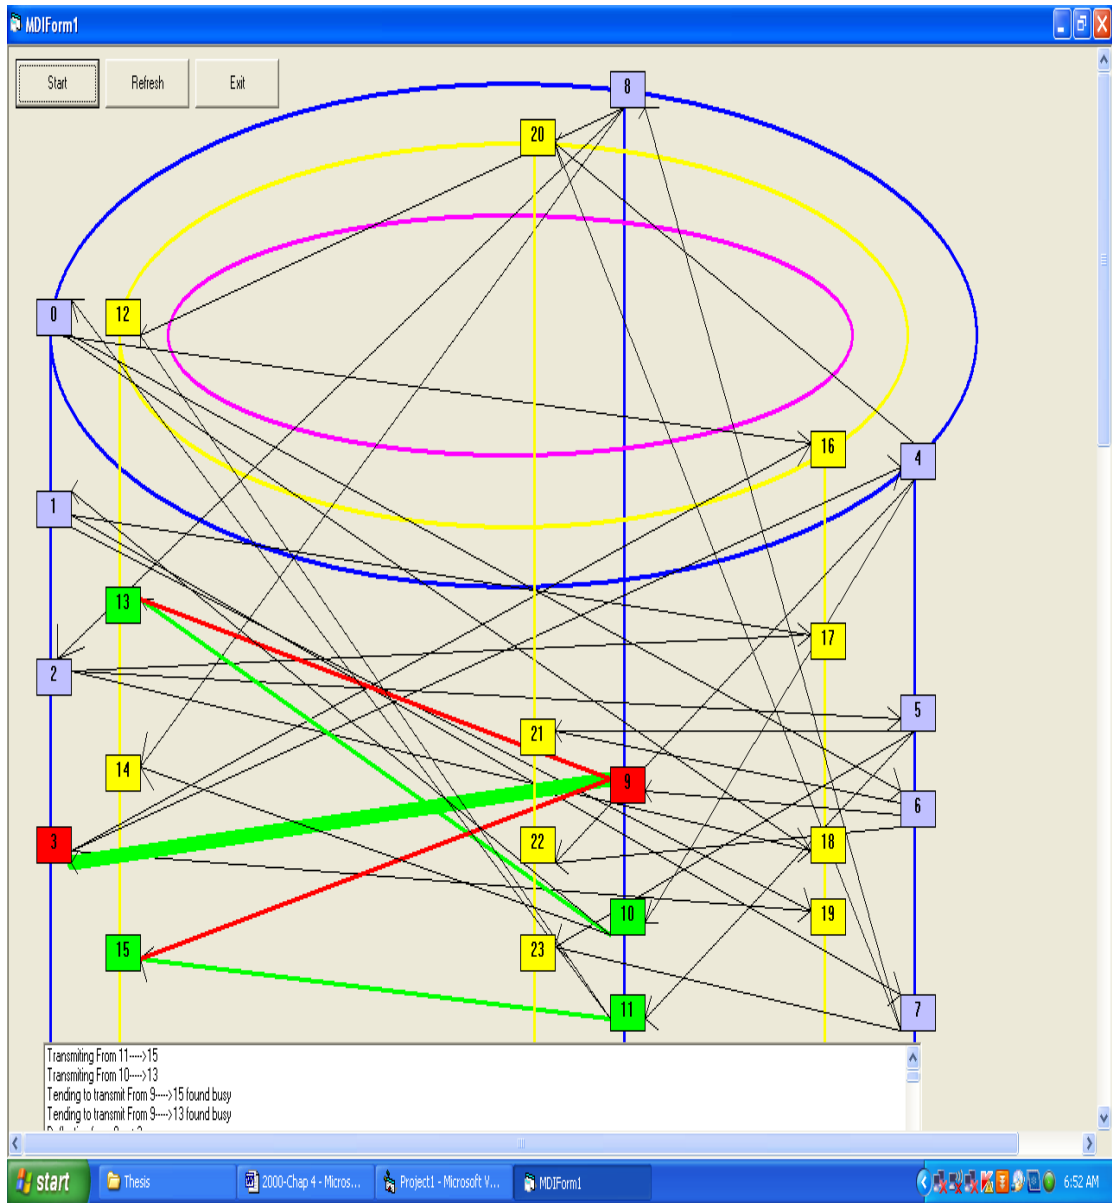 MDIForm1
Start Refresh Exit
8
20
0 12
16 4
1
13
17
2
5
21
14
9
6
3 22 18
10 19
15 23
11 7
Transmiting From 11---->15
Transmiting From 10---->13
Tending to transmit From 9---->15 found busy
Tending to transmit From 9---->13 found busy
start Thesis 2000-Chap 4 - Micros... Project1 - Microsoft V... MDIForm1 6:52 AM